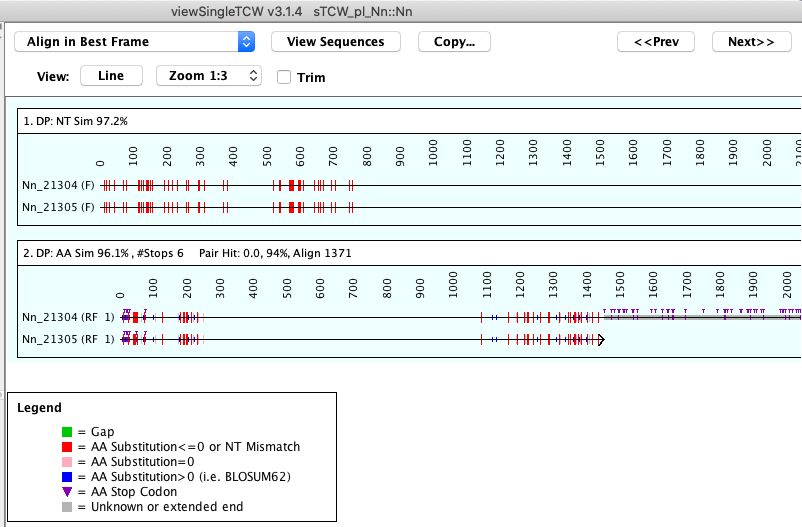 viewSingleTCW v3.1.4 sTCW_pl_Nn::Nn
Align in Best Frame View Sequences Copy... <<Prev Next>>
View: Line Zoom 1:3 Trim
1. DP: NT Sim 97.2%
0 100 200 300 400 500 600 700 800 900 1000 1100 1200 1300 1400 1500 1600 1700 1800 1900 2000
Nn_21304 (F)
Nn_21305 (F)
2. DP: AA Sim 96.1% , #Stops 6 Pair Hit: 0.0, 94%, Align 1371
0 100 200 300 400 500 600 700 800 900 1000 1100 1200 1300 1400 1500 1600 1700 1800 1900 2000
Nn_21304 (RF 1)
Nn_21305 (RF 1)
Legend
= Gap
= AA Substitution<=0 or NT Mismatch
= AA Substitution=0
= AA Substitution>0 (i.e. BLOSUM62)
= AA Stop Codon
= Unknown or extended end